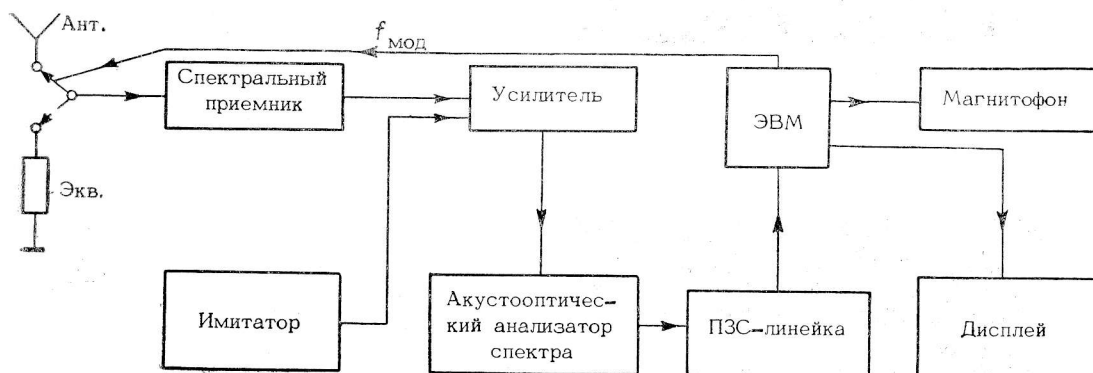 Ант.
f мод
Спектральный
приемник
Усилитель
ЭВМ
Магнитофон
Экв.
Имитатор
Акустооптичес-
кий анализатор
спектра
ПЗС-линейка
Дисплей